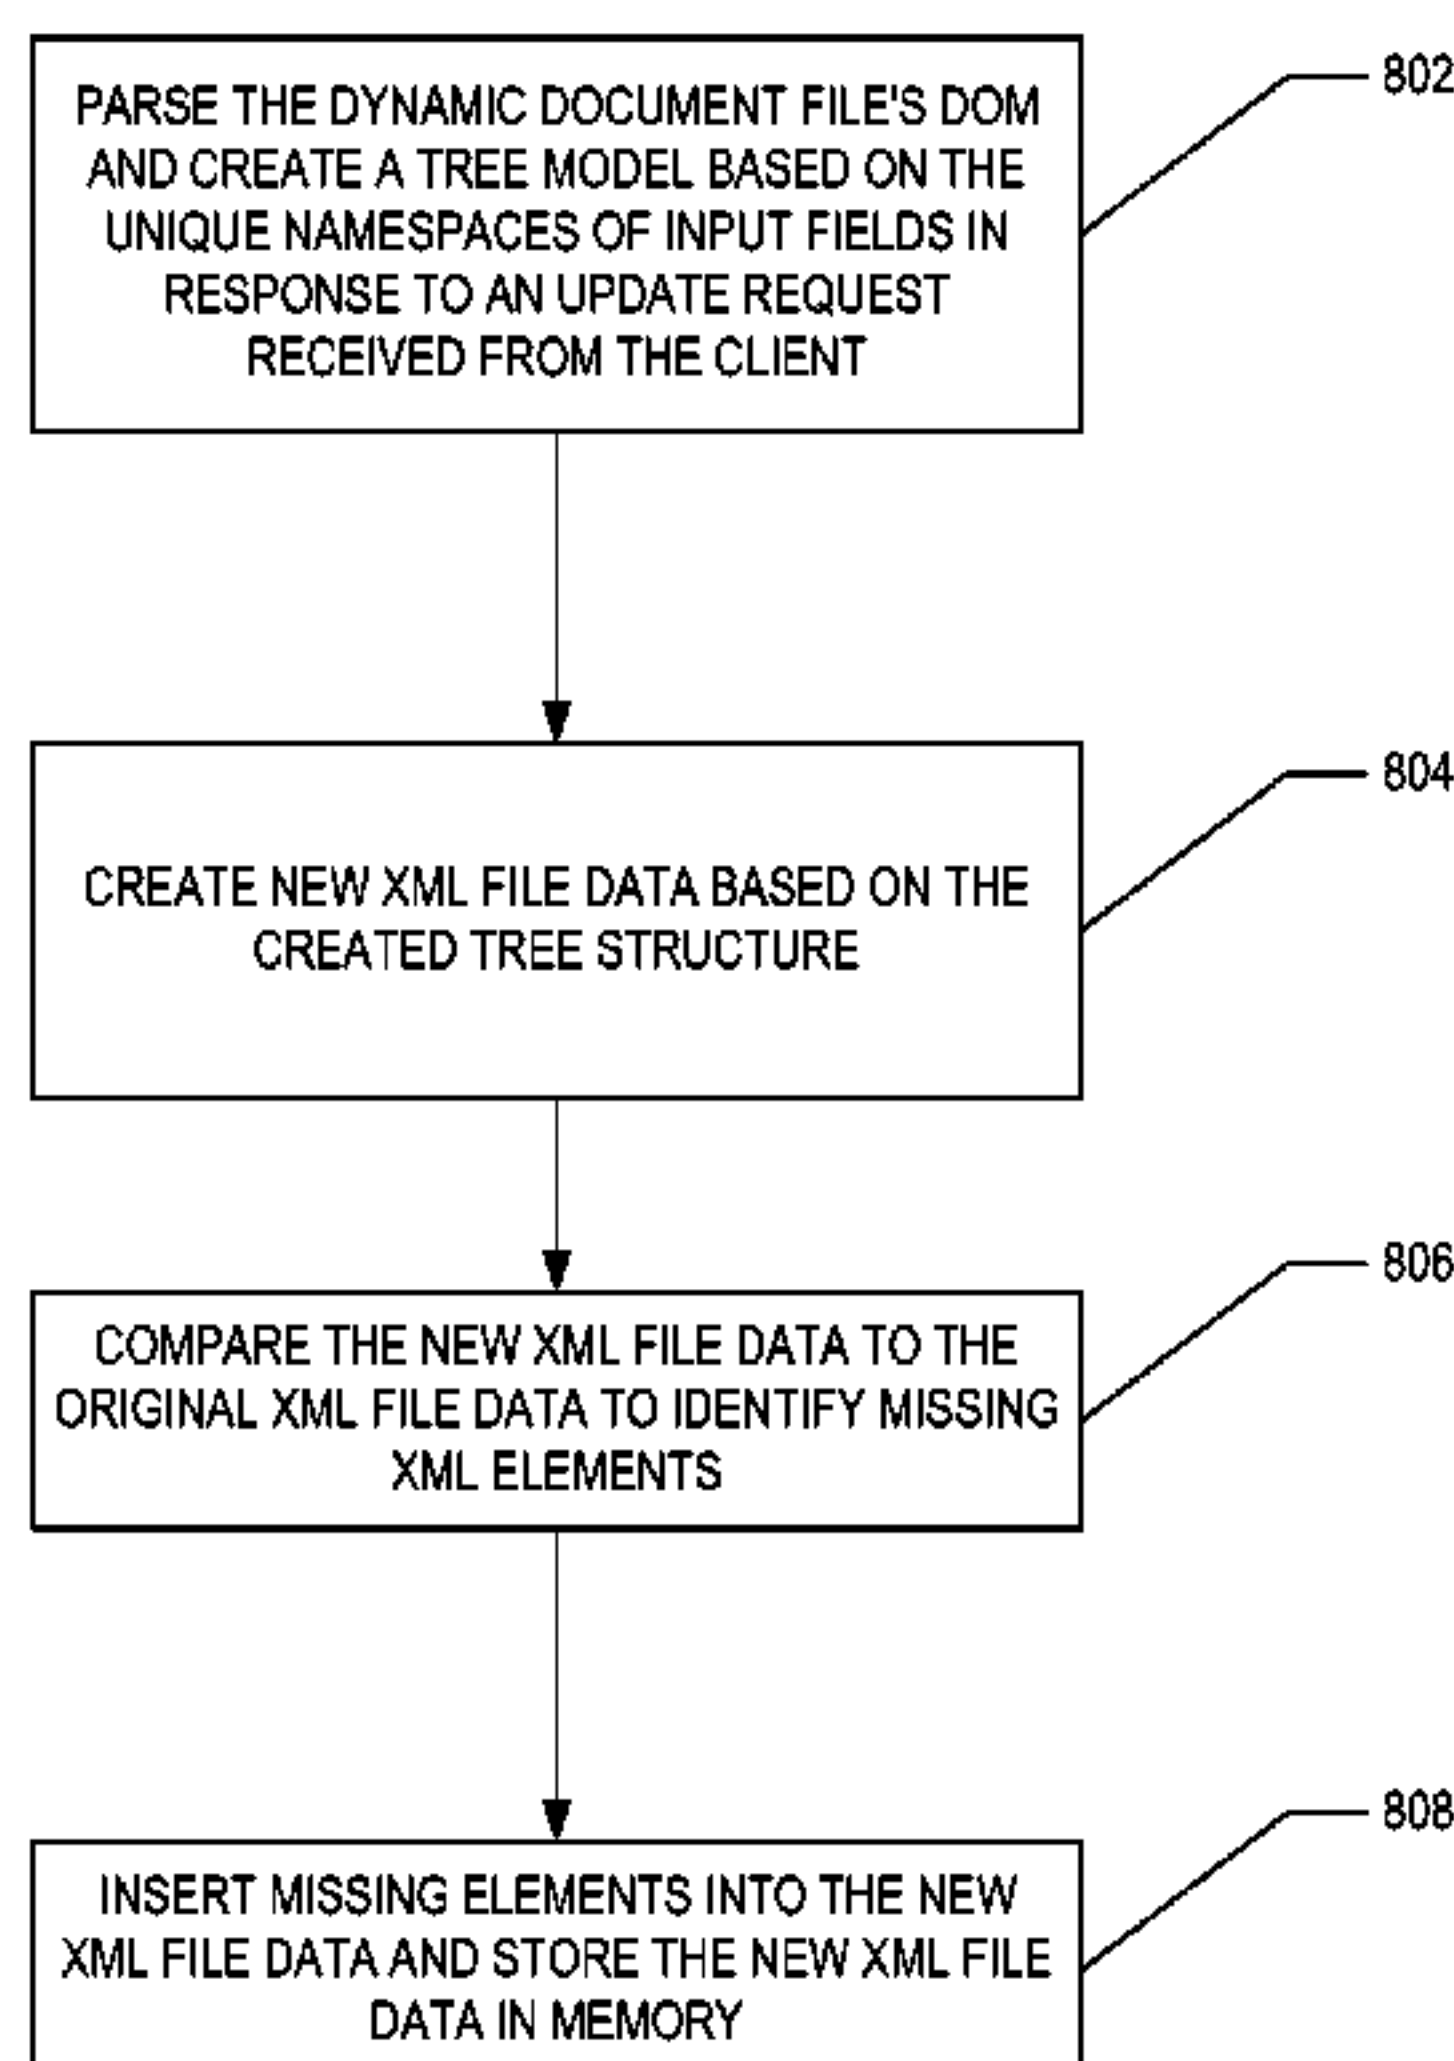 802
PARSE THE DYNAMIC DOCUMENT FILE'S DOM
AND CREATE A TREE MODEL BASED ON THE
UNIQUE NAMESPACES OF INPUT FIELDS IN
RESPONSE TO AN UPDATE REQUEST
RECEIVED FROM THE CLIENT
804
CREATE NEW XML FILE DATA BASED ON THE
CREATED TREE STRUCTURE
806
COMPARE THE NEW XML FILE DATA TO THE
ORIGINAL XML FILE DATA TO IDENTIFY MISSING
XML ELEMENTS
808
INSERT MISSING ELEMENTS INTO THE NEW
XML FILE DATA AND STORE THE NEW XML FILE
DATA IN MEMORY